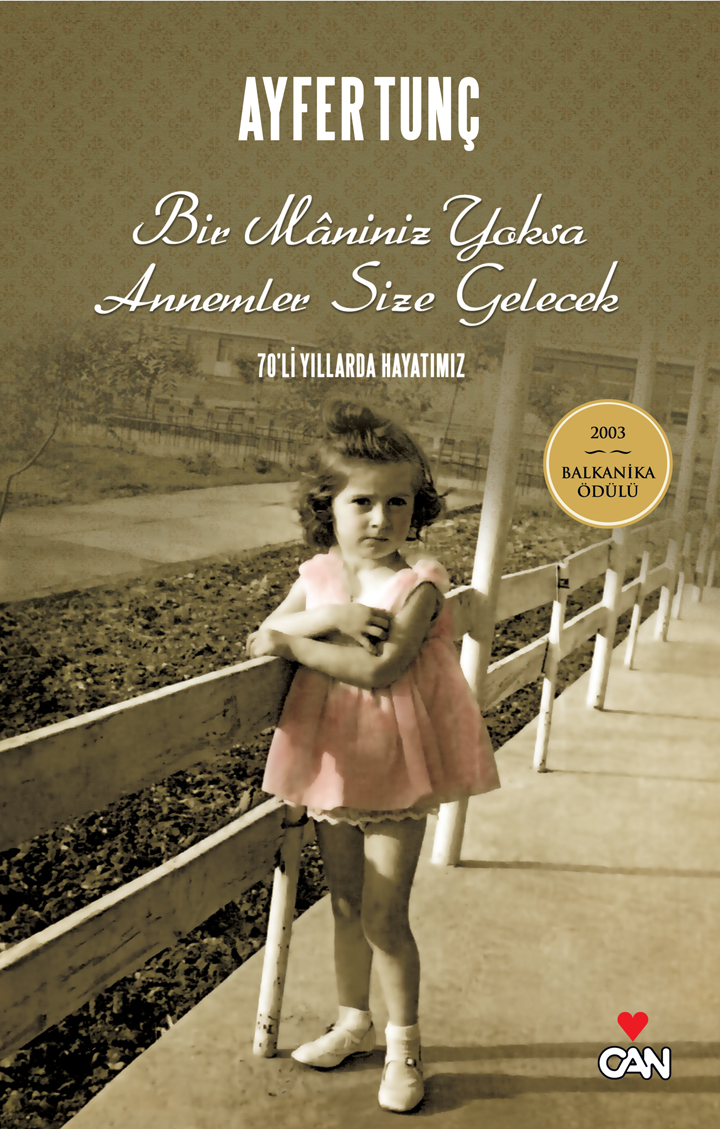 AYFER TUNÇ
Bir Mâniniz Yoksa
Annemler Size Gelecek
70'Lİ YILLARDA HAYATIMIZ
2003
BALKANİKA
ÖDÜLÜ
CAN